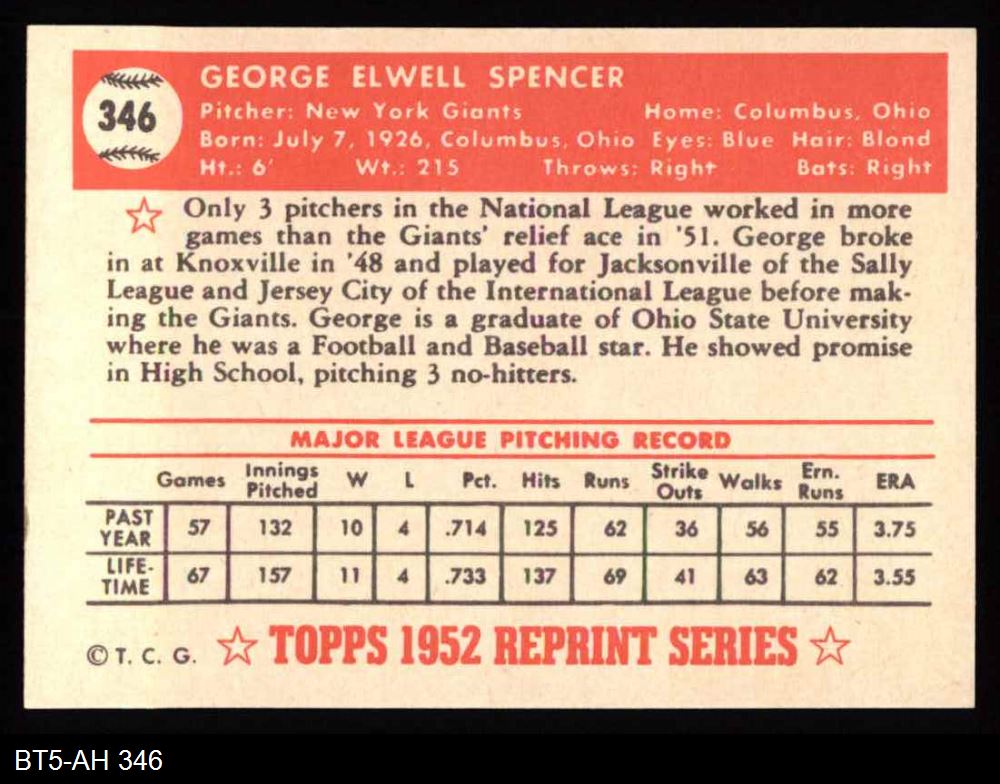 346
GEORGE ELWELL SPENCER
Pitcher: New York Giants Home: Columbus, Ohio
Born: July 7, 1926, Columbus, Ohio Eyes: Blue Hair: Blond
Ht.: 6' Wt.: 215 Throws: Right Bats: Right
Only 3 pitchers in the National League worked in more
games than the Giants' relief ace in '51. George broke
in at Knoxville in '48 and played for Jacksonville of the Sally
League and Jersey City of the International League before mak-
ing the Giants. George is a graduate of Ohio State University
where he was a Football and Baseball star. He showed promise
in High School, pitching 3 no-hitters.
MAJOR LEAGUE PITCHING RECORD
Games Innings Pitched W L Pct. Hits Runs Strike Outs Walks Ern. Runs ERA
PAST YEAR 57 132 10 4 .714 125 62 36 56 55 3.75
LIFE-TIME 67 157 11 4 .733 137 69 41 63 62 3.55
© T. C. G. ☆ TOPPS 1952 REPRINT SERIES ☆
BT5-AH 346